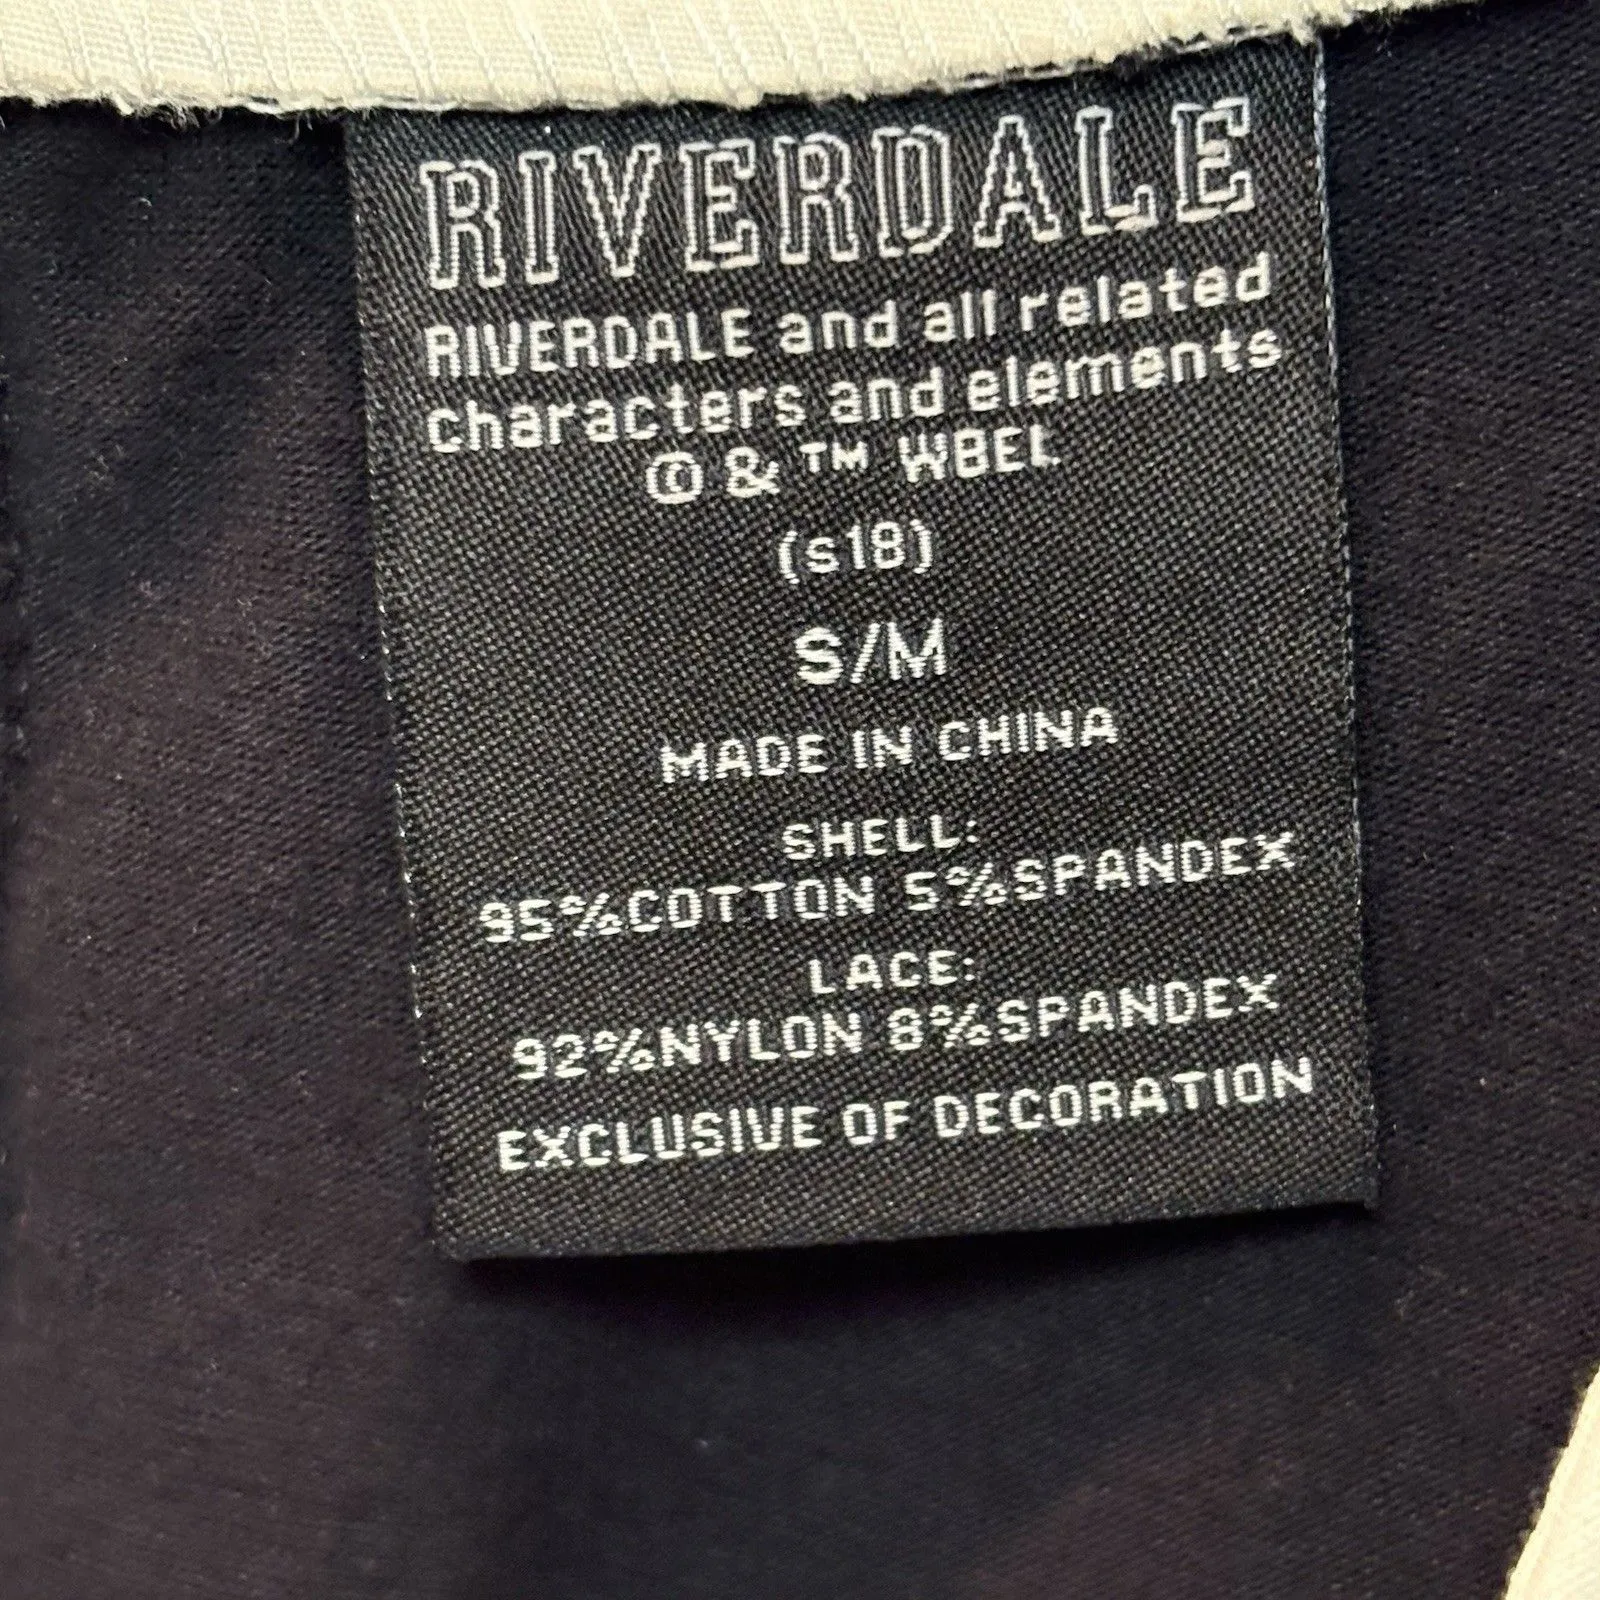 RIVERDALE
RIVERDALE and all related
characters and elements
© & ™ WBEL
(s18)
S/M
MADE IN CHINA
SHELL:
95%COTTON 5%SPANDEX
LACE:
92%NYLON 8%SPANDEX
EXCLUSIVE OF DECORATION